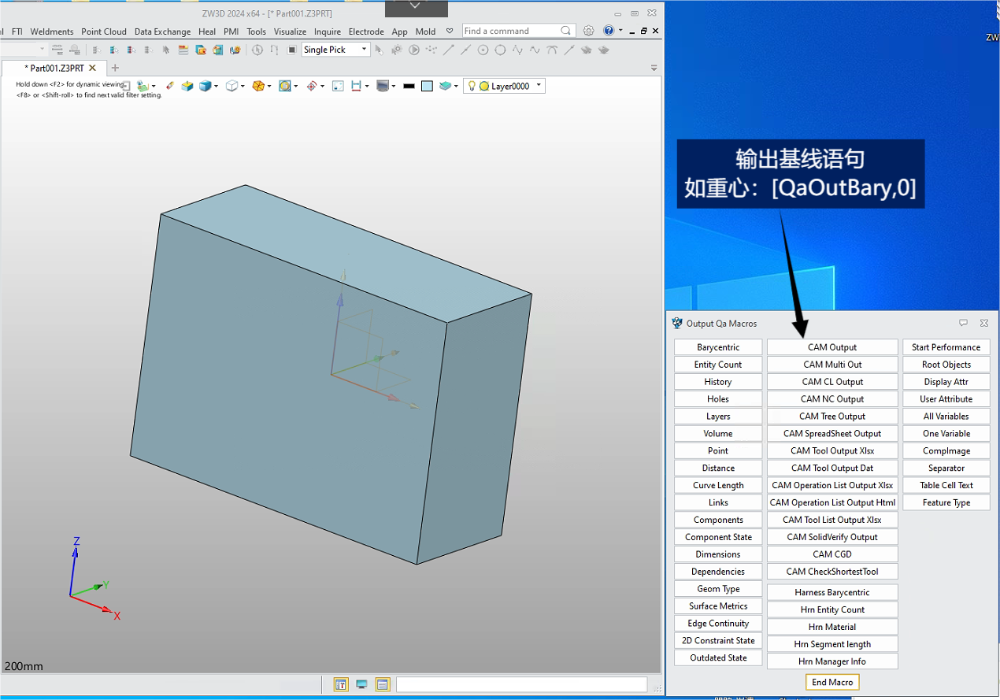 ZW3D 2024 x64 - [* Part001.Z3PRT]
FTI Weldments Point Cloud Data Exchange Heal PMI Tools Visualize Inquire Electrode App Mold Find a command
Single Pick
* Part001.Z3PRT
Hold down <F2> for dynamic viewing.
<F8> or <Shift-roll> to find next valid filter setting.
Layer0000
ZW
输出基线语句
如重心：[QaOutBary,0]
Z
Y
X
200mm
Output Qa Macros
Barycentric CAM Output Start Performance
Entity Count CAM Multi Out Root Objects
History CAM CL Output Display Attr
Holes CAM NC Output User Attribute
Layers CAM Tree Output All Variables
Volume CAM SpreadSheet Output One Variable
Point CAM Tool Output Xlsx CompImage
Distance CAM Tool Output Dat Separator
Curve Length CAM Operation List Output Xlsx Table Cell Text
Links CAM Operation List Output Html Feature Type
Components CAM Tool List Output Xlsx
Component State CAM SolidVerify Output
Dimensions CAM CGD
Dependencies CAM CheckShortestTool
Geom Type Harness Barycentric
Surface Metrics Hrn Entity Count
Edge Continuity Hrn Material
2D Constraint State Hrn Segment length
Outdated State Hrn Manager Info
End Macro